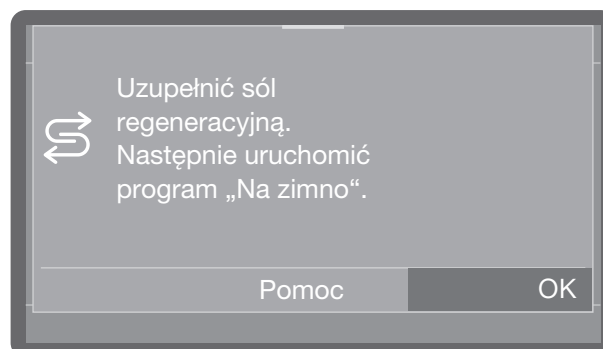 Uzupełnić sól
regeneracyjną.
Następnie uruchomić
program „Na zimno“.
Pomoc OK